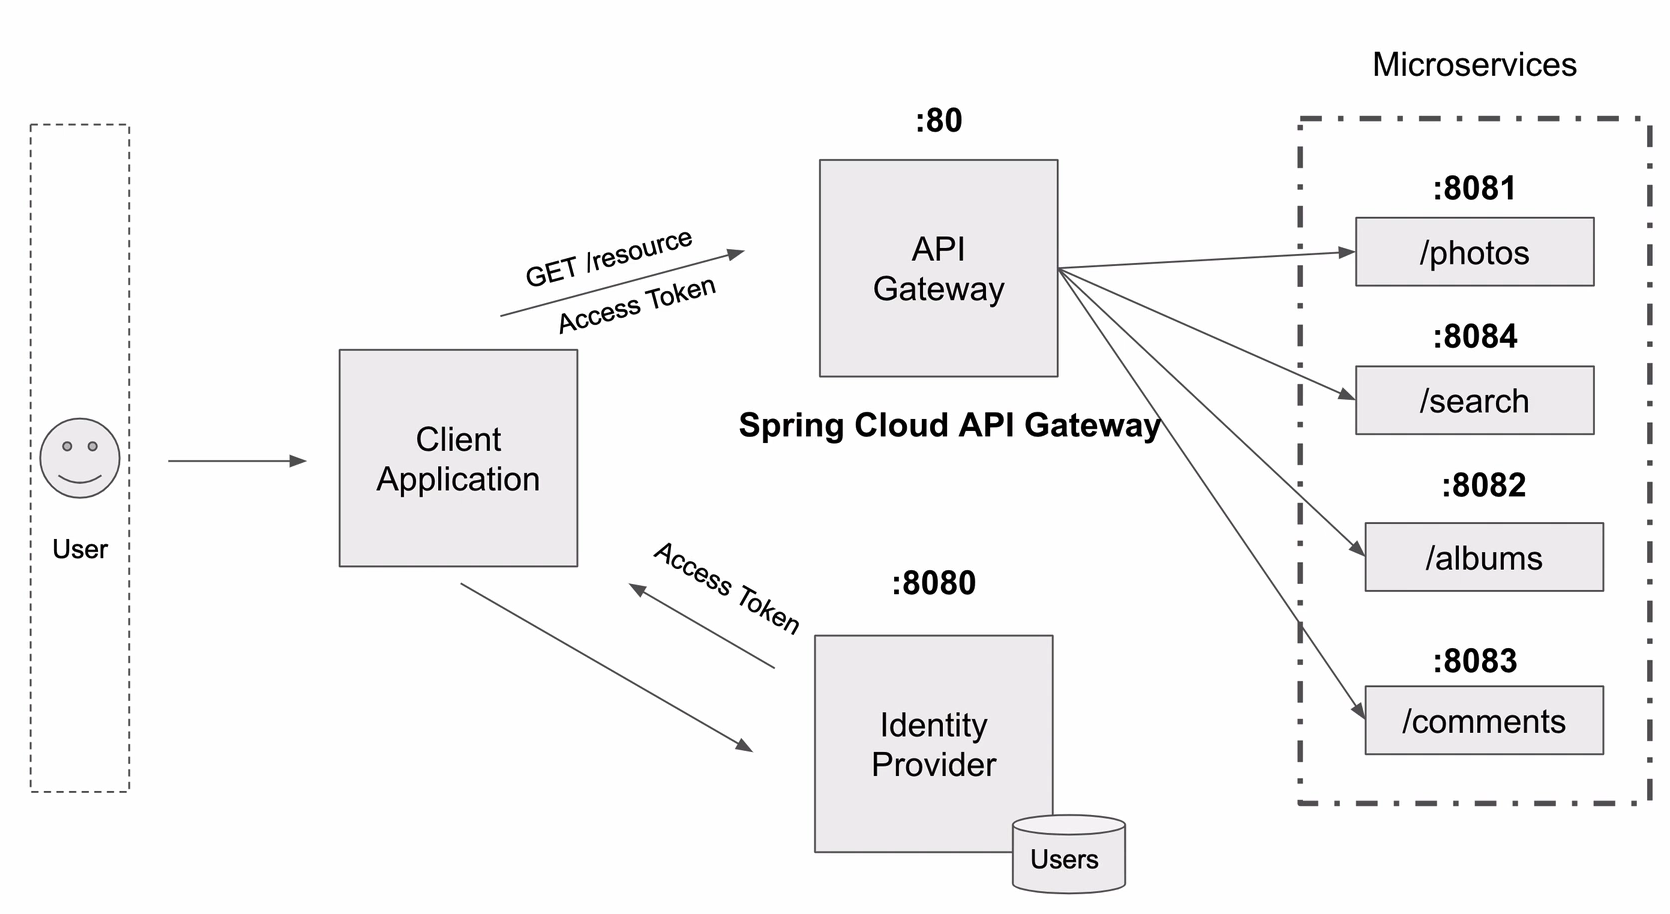 Microservices
:80
:8081
/photos
GET /resource
Access Token
API
Gateway
:8084
/search
Spring Cloud API Gateway
Client
Application
:8082
/albums
User
Access Token
:8080
:8083
/comments
Identity
Provider
Users